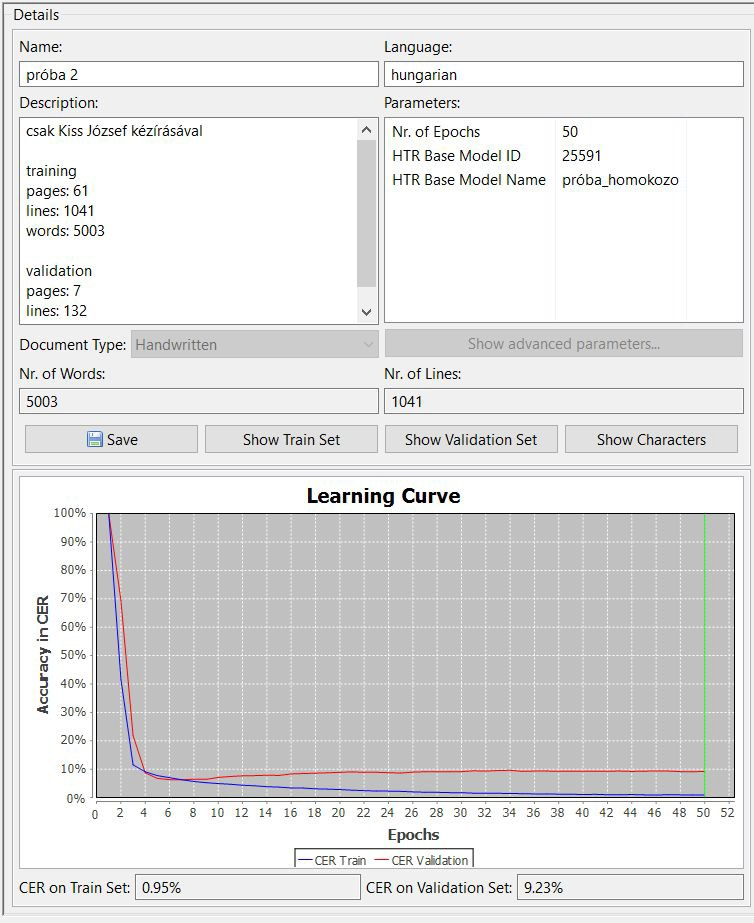 Details
Name:
próba 2
Language:
hungarian
Description:
csak Kiss József kézírásával
training
pages: 61
lines: 1041
words: 5003
validation
pages: 7
lines: 132
Parameters:
Nr. of Epochs 50
HTR Base Model ID 25591
HTR Base Model Name próba_homokozo
Document Type: Handwritten
Show advanced parameters...
Nr. of Words:
5003
Nr. of Lines:
1041
Save Show Train Set Show Validation Set Show Characters
Learning Curve
Accuracy in CER
100%
90%
80%
70%
60%
50%
40%
30%
20%
10%
0%
0 2 4 6 8 10 12 14 16 18 20 22 24 26 28 30 32 34 36 38 40 42 44 46 48 50 52
Epochs
CER Train CER Validation
CER on Train Set: 0.95% CER on Validation Set: 9.23%